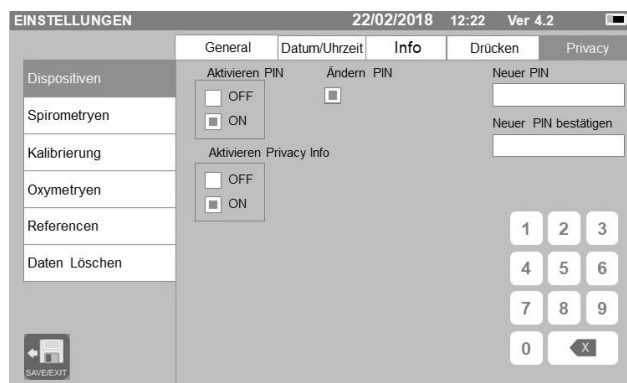 EINSTELLUNGEN 22/02/2018 12:22 Ver 4.2
General Datum/Uhrzeit Info Drücken Privacy
Dispositiven
Spirometryen
Kalibrierung
Oxymetryen
Referencen
Daten Löschen
SAVE/EXIT
Aktivieren PIN Ändern PIN
OFF
ON
Aktivieren Privacy Info
OFF
ON
Neuer PIN
Neuer PIN bestätigen
1 2 3
4 5 6
7 8 9
0 X